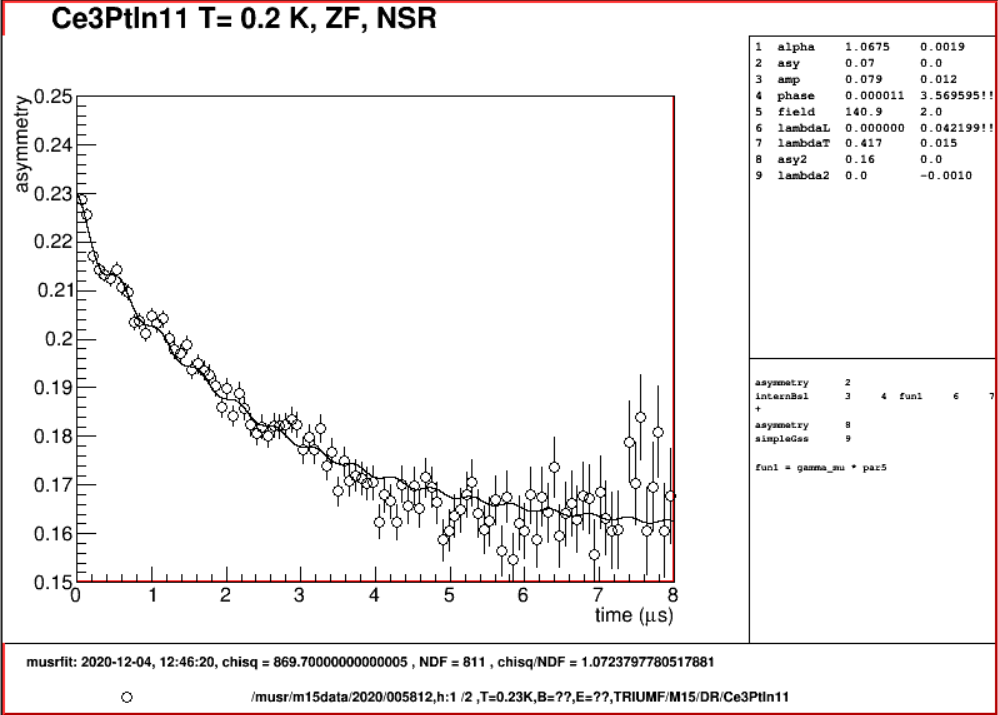 Ce3PtIn11 T= 0.2 K, ZF, NSR
1 alpha 1.0675 0.0019
2 asy 0.07 0.0
3 amp 0.079 0.012
4 phase 0.000011 3.569595!!
5 field 140.9 2.0
6 lambdaL 0.000000 0.042199!!
7 lambdaT 0.417 0.015
8 asy2 0.16 0.0
9 lambda2 0.0 -0.0010
asymmetry
0.25
0.24
0.23
0.22
0.21
0.2
0.19
0.18
0.17
0.16
0.15
0 1 2 3 4 5 6 7 8
time (μs)
asymmetry 2
internBsl 3 4 fun1 6 7
+
asymmetry 8
simpleGss 9
fun1 = gamma_mu * par5
musrfit: 2020-12-04, 12:46:20, chisq = 869.70000000000005 , NDF = 811 , chisq/NDF = 1.0723797780517881
/musr/m15data/2020/005812,h:1 /2 ,T=0.23K,B=??,E=??,TRIUMF/M15/DR/Ce3PtIn11